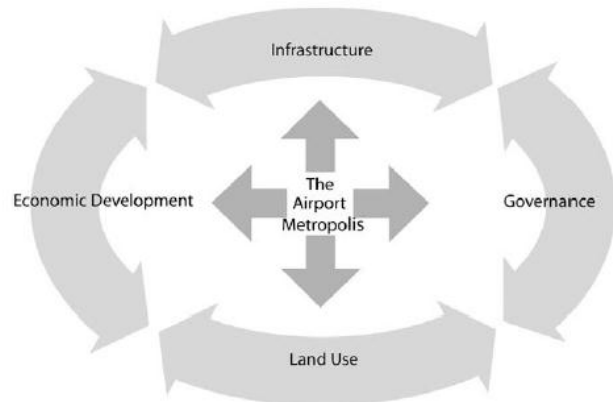 Infrastructure
Economic Development
The
Airport
Metropolis
Governance
Land Use